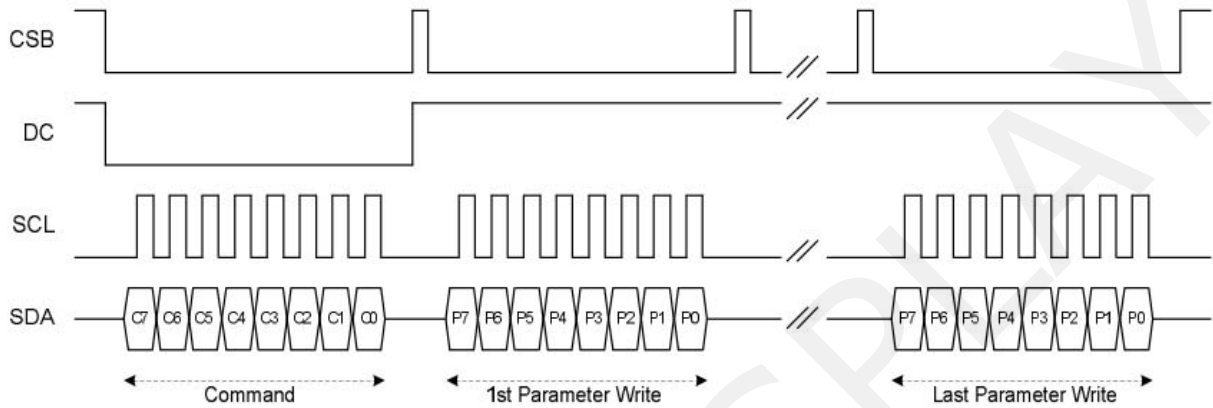 CSB
DC
SCL
SDA
C7 C6 C5 C4 C3 C2 C1 C0 P7 P6 P5 P4 P3 P2 P1 P0 P7 P6 P5 P4 P3 P2 P1 P0
Command 1st Parameter Write Last Parameter Write
SPLAY